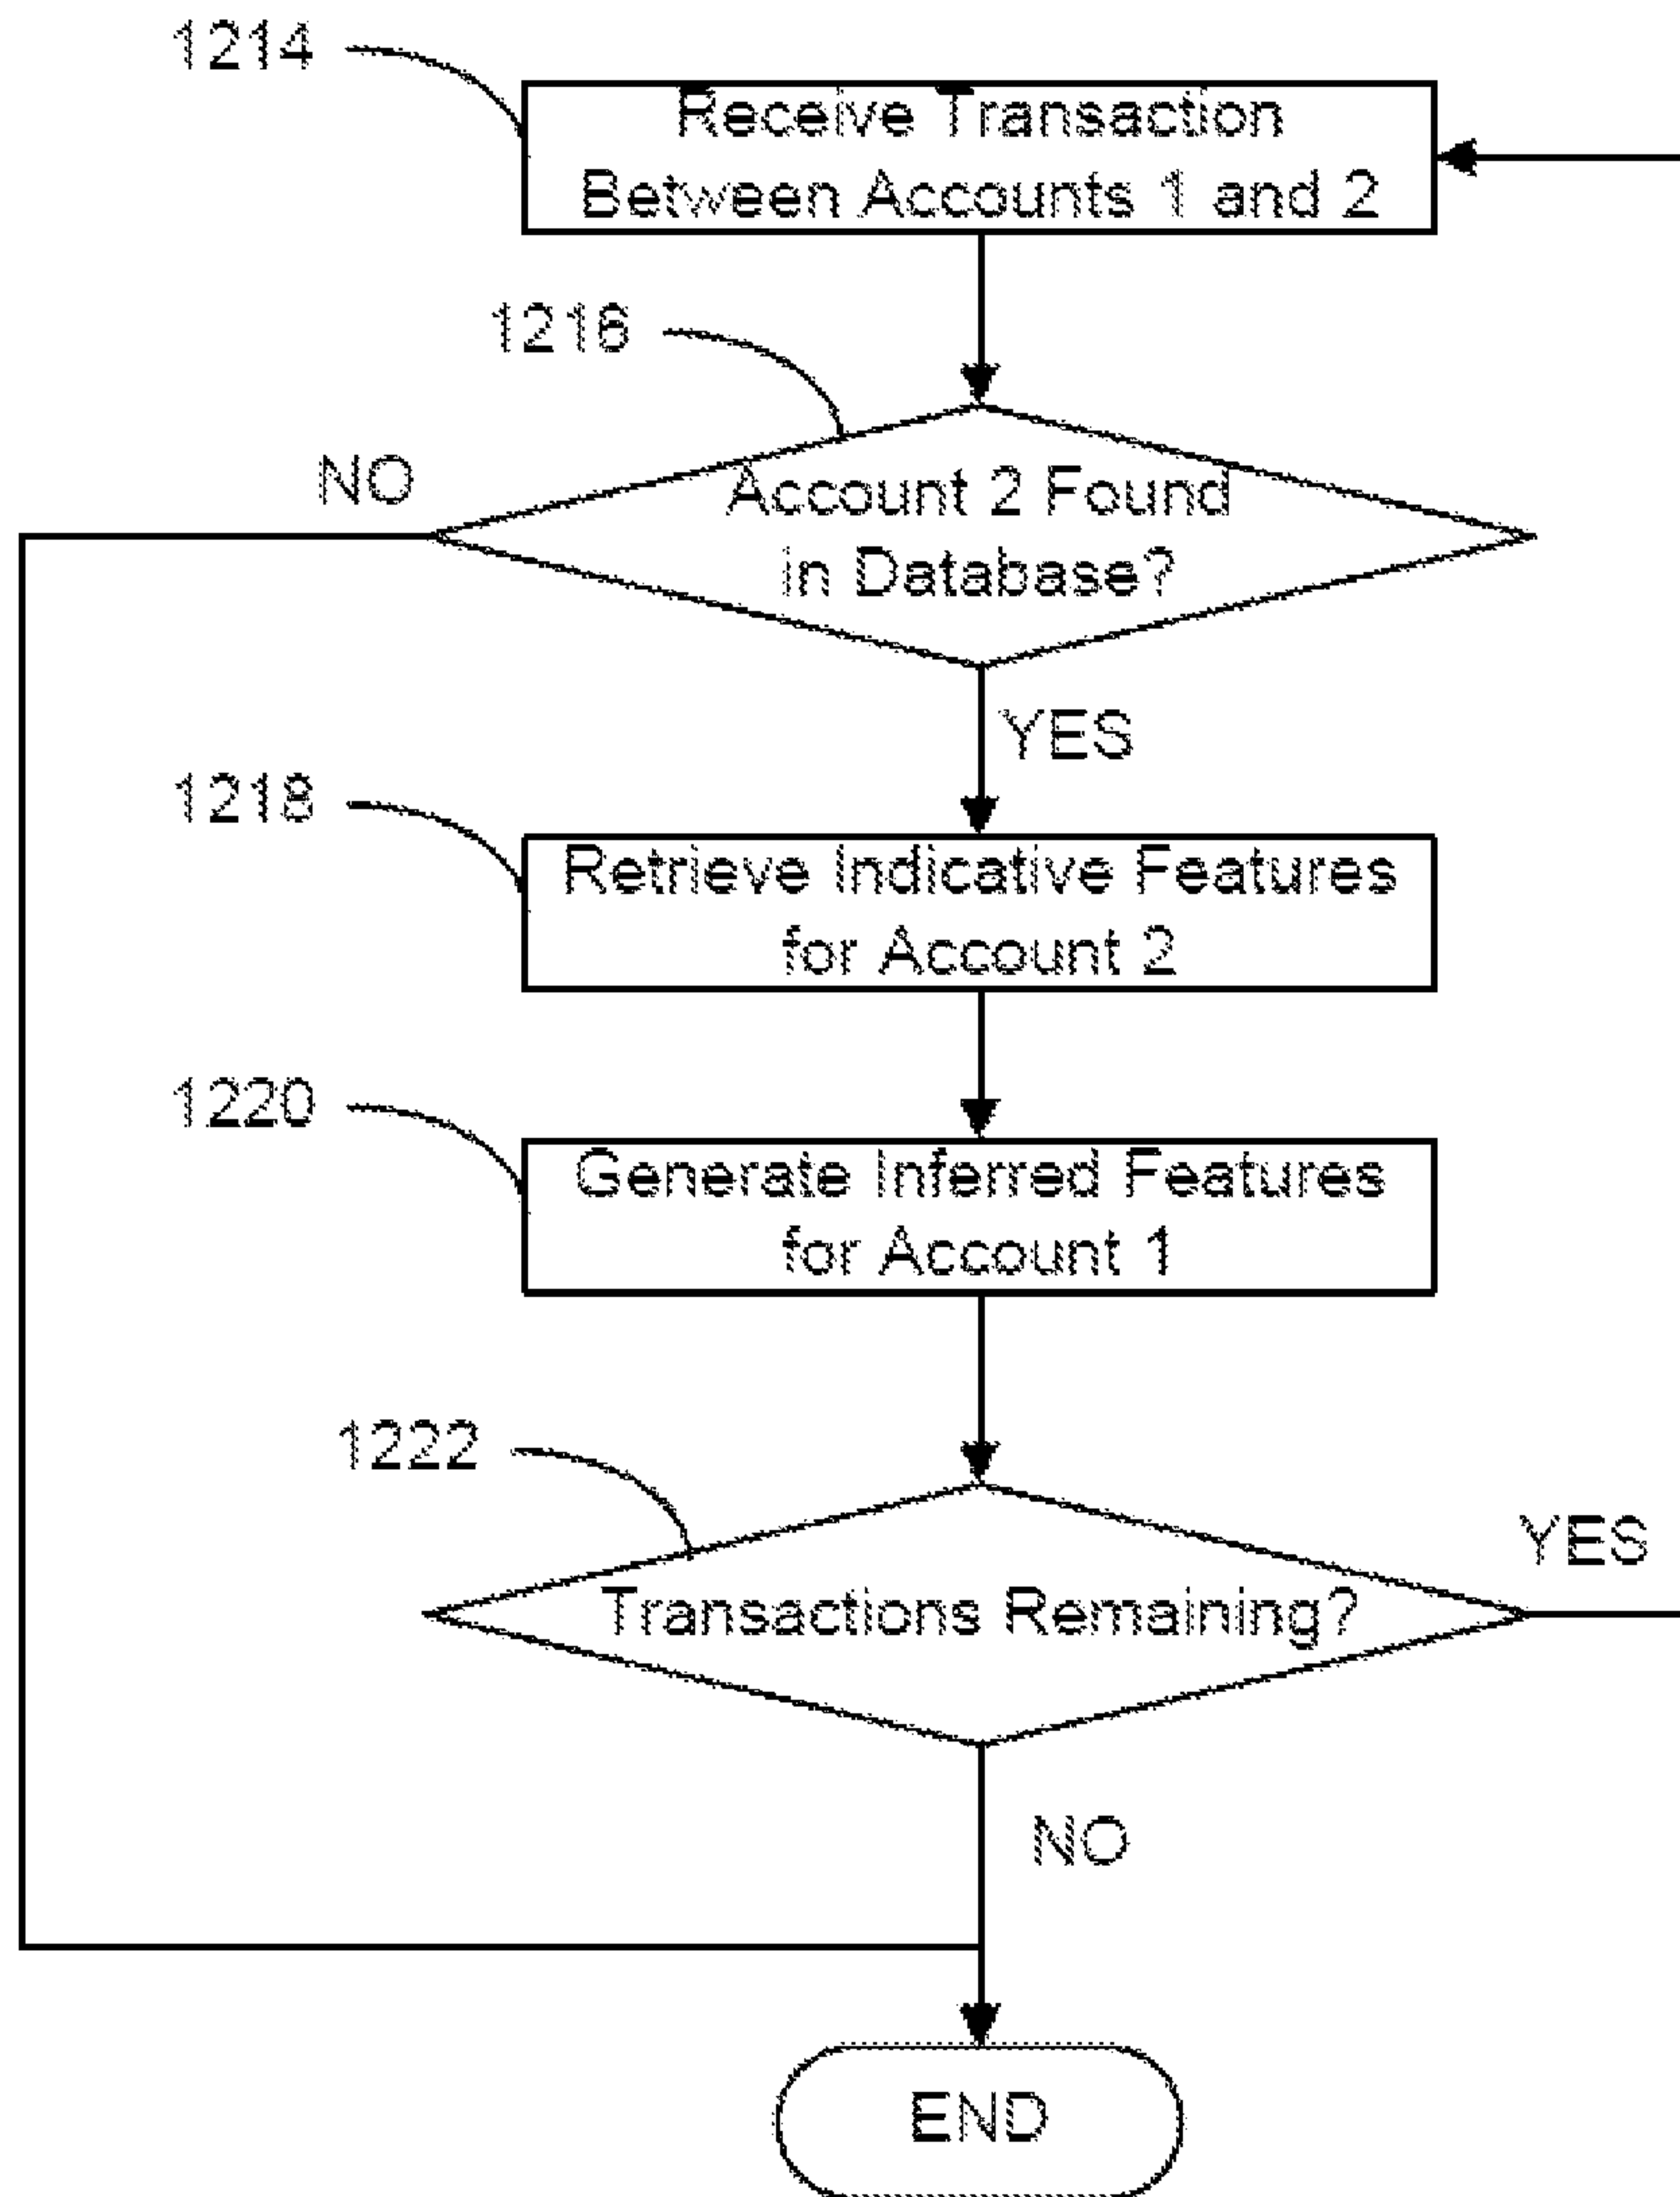 1214
Receive Transaction
Between Accounts 1 and 2
1216
NO
Account 2 Found
in Database?
YES
1218
Retrieve Indicative Features
for Account 2
1220
Generate Inferred Features
for Account 1
1222
YES
Transactions Remaining?
NO
END